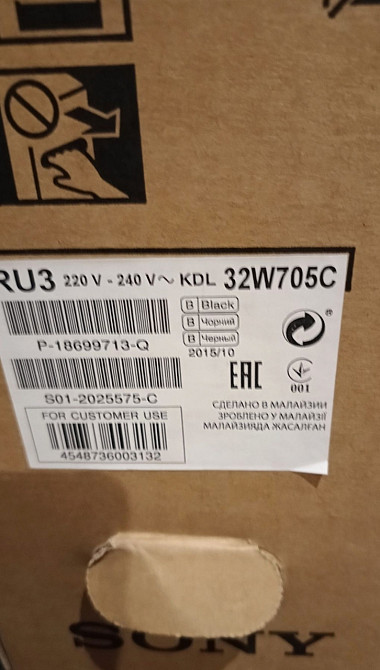 RU3 220 V - 240 V~ KDL 32W705C
B Black
B Чорний
B Черный
P-18699713-Q
2015/10
®
EAC
001
S01-2025575-C
FOR CUSTOMER USE
4548736003132
СДЕЛАНО В МАЛАЙЗИИ
ЗРОБЛЕНО У МАЛАЙЗІЇ
МАЛАЙЗИЯДА ЖАСАЛҒАН
SONY